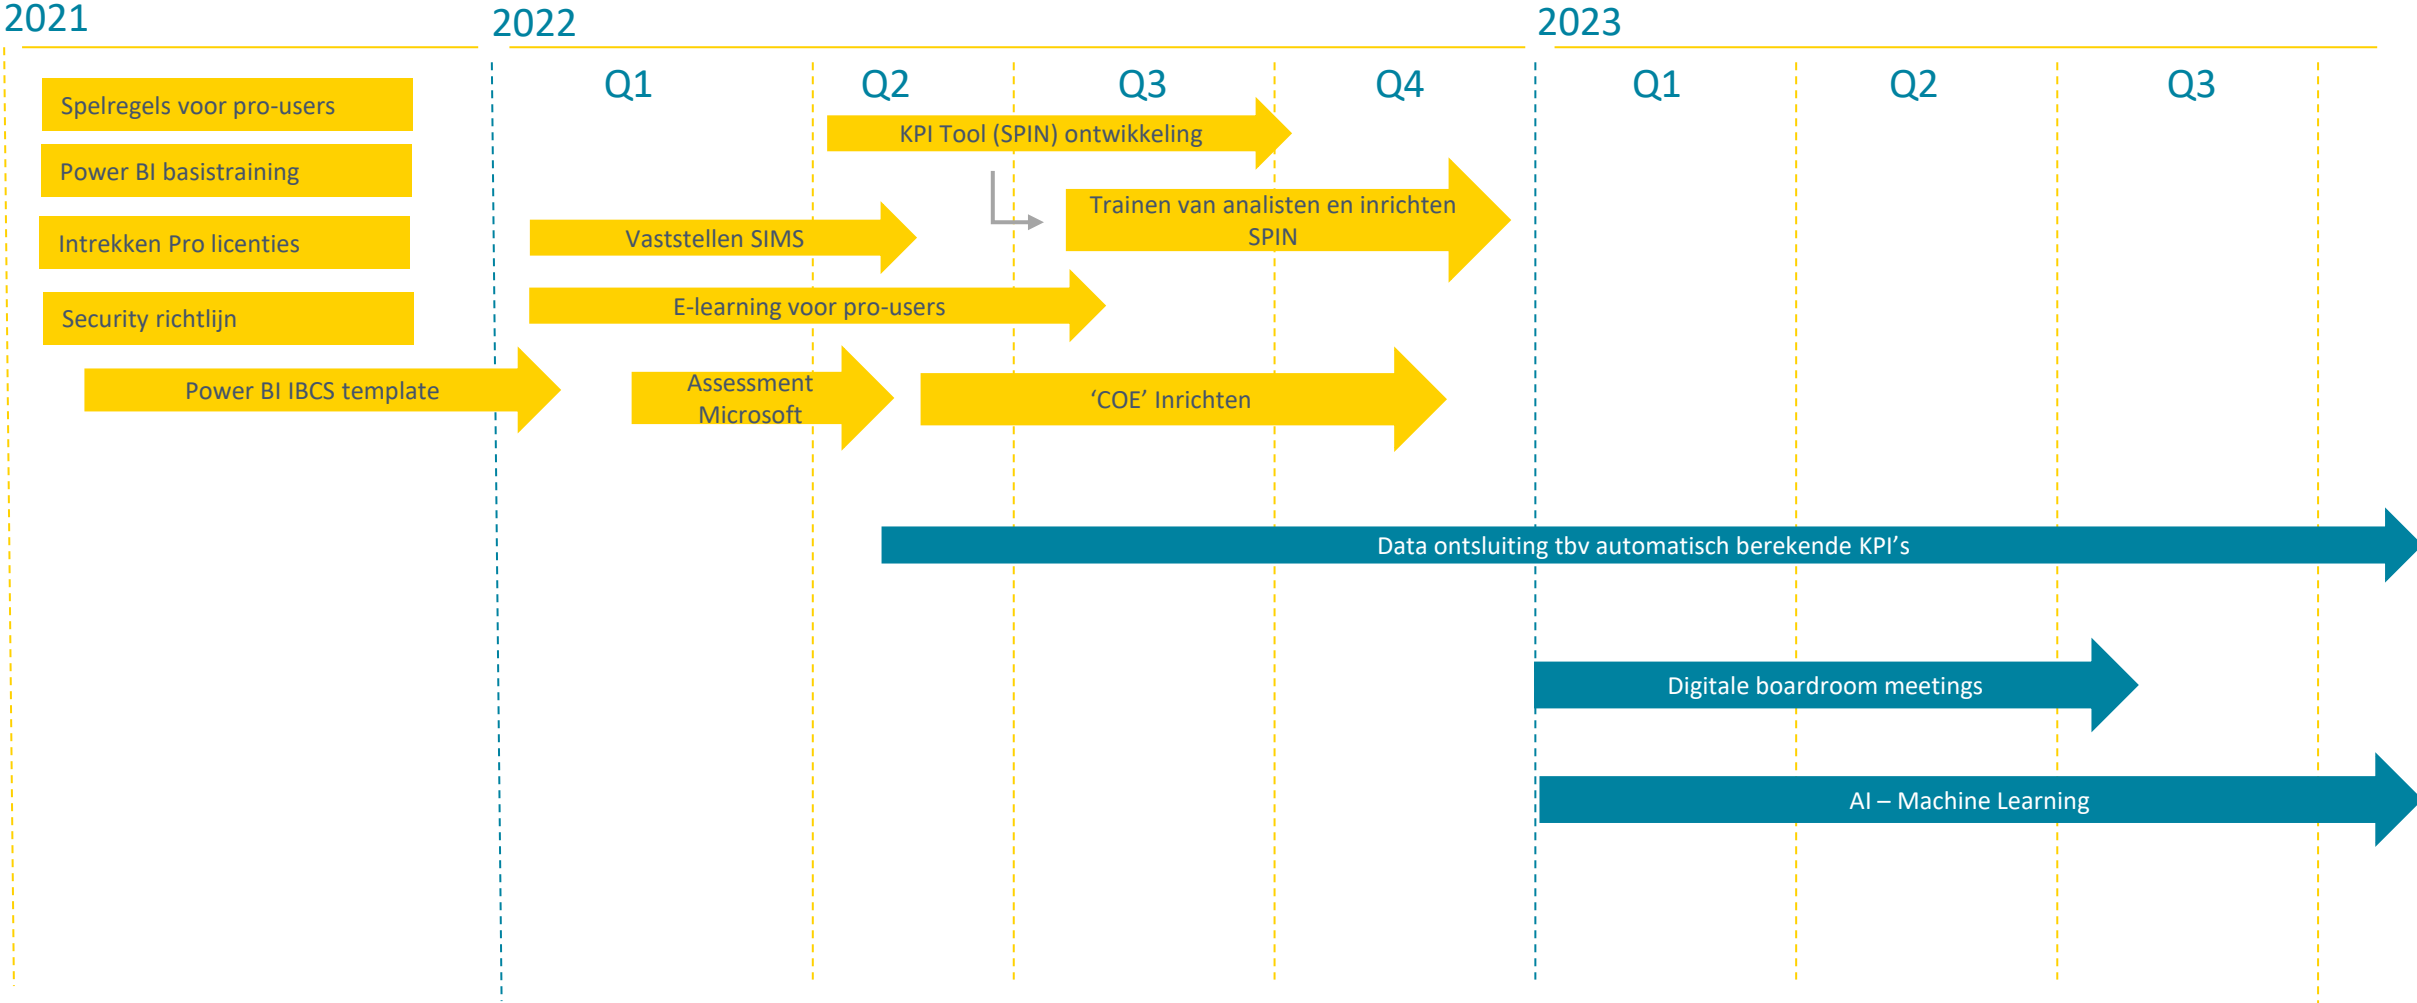 2021
2022
2023
Q1
Q2
Q3
Q4
Q1
Q2
Q3
Spelregels voor pro-users
Power BI basistraining
Intrekken Pro licenties
Security richtlijn
Power BI IBCS template
KPI Tool (SPIN) ontwikkeling
Trainen van analisten en inrichten
SPIN
Vaststellen SIMS
E-learning voor pro-users
Assessment
Microsoft
‘COE’ Inrichten
Data ontsluiting tbv automatisch berekende KPI’s
Digitale boardroom meetings
AI – Machine Learning